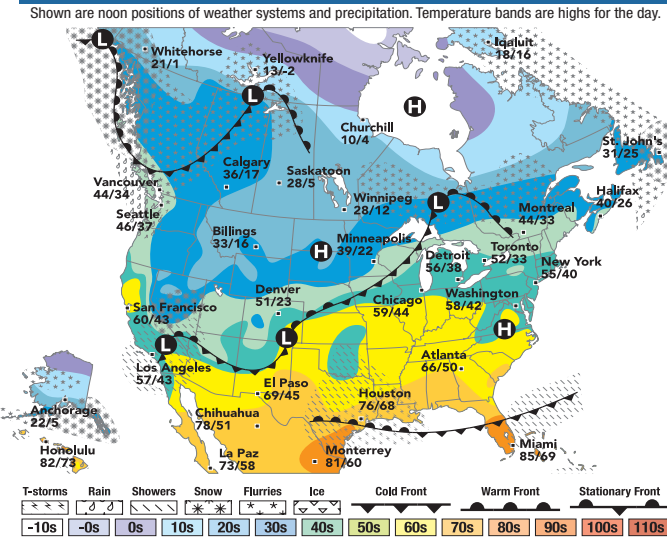 Shown are noon positions of weather systems and precipitation. Temperature bands are highs for the day.
L
Whitehorse
21/1
Yellowknife
13/-2
Iqaluit
18/16
L
H
Churchill
10/4
St. John's
31/25
Calgary
36/17
Saskatoon
28/5
Vancouver
44/34
Winnipeg
28/12
L
Halifax
40/26
Seattle
46/37
Montreal
44/33
Billings
33/16
H
Minneapolis
39/22
Detroit
56/38
Toronto
52/33
New York
55/40
Denver
51/23
Chicago
59/44
Washington
58/42
San Francisco
60/43
L
L
H
Los Angeles
57/43
Atlanta
66/50
El Paso
69/45
Houston
76/68
Anchorage
22/5
Chihuahua
78/51
Honolulu
82/73
La Paz
73/58
Monterrey
81/60
Miami
85/69
T-storms Rain Showers Snow Flurries Ice Cold Front Warm Front Stationary Front
-10s -0s 0s 10s 20s 30s 40s 50s 60s 70s 80s 90s 100s 110s